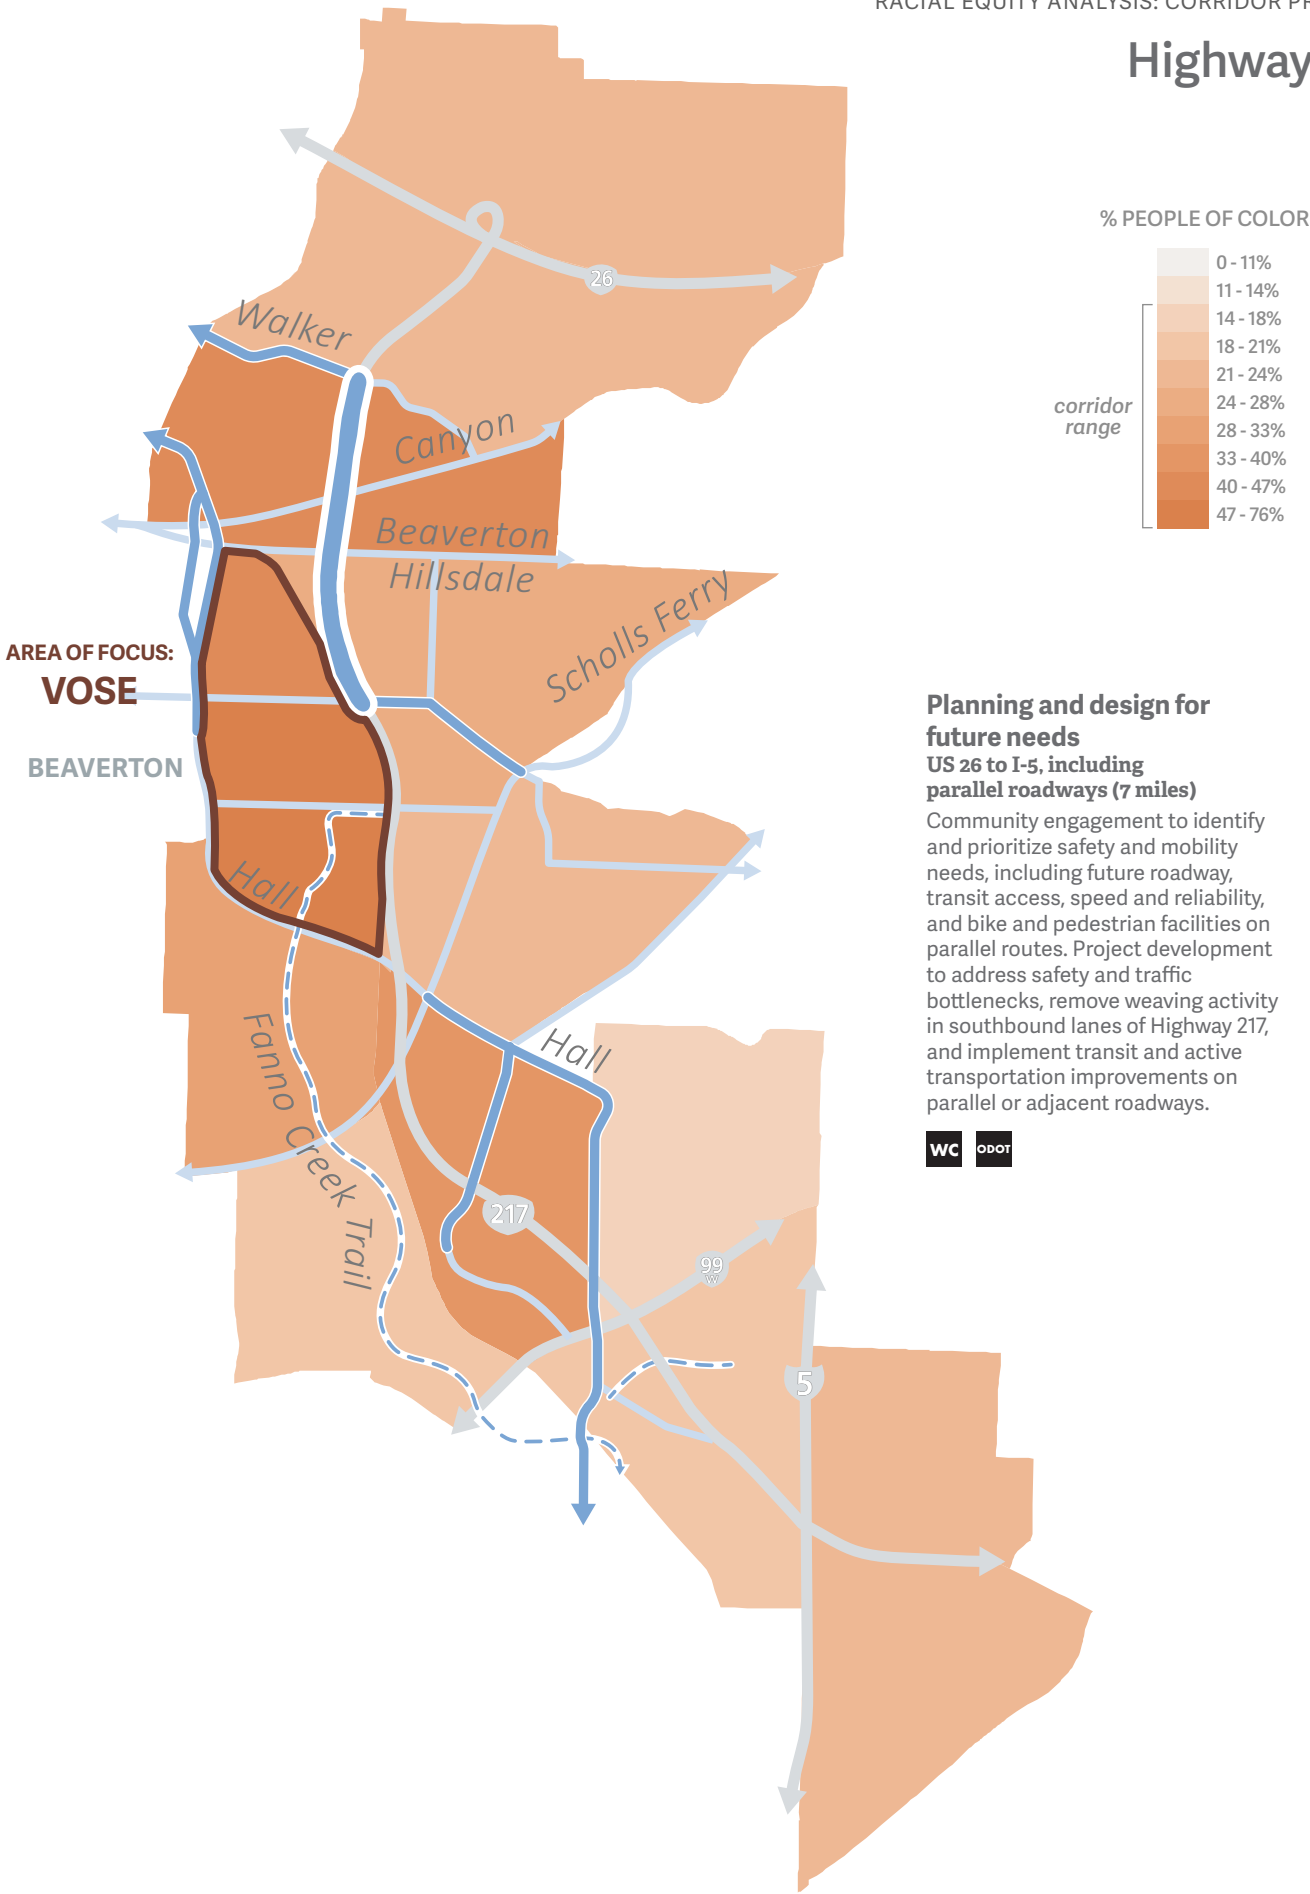 RACIAL EQUITY ANALYSIS: CORRIDOR PR
Highway
% PEOPLE OF COLOR
0 - 11%
11 - 14%
14 - 18%
18 - 21%
21 - 24%
24 - 28%
28 - 33%
33 - 40%
40 - 47%
47 - 76%
corridor
range
26
Walker
Canyon
Beaverton
Hillsdale
Scholls Ferry
AREA OF FOCUS:
VOSE
BEAVERTON
Hall
Fanno Creek Trail
Hall
217
99
W
5
Planning and design for
future needs
US 26 to I-5, including
parallel roadways (7 miles)
Community engagement to identify
and prioritize safety and mobility
needs, including future roadway,
transit access, speed and reliability,
and bike and pedestrian facilities on
parallel routes. Project development
to address safety and traffic
bottlenecks, remove weaving activity
in southbound lanes of Highway 217,
and implement transit and active
transportation improvements on
parallel or adjacent roadways.
WC
ODOT